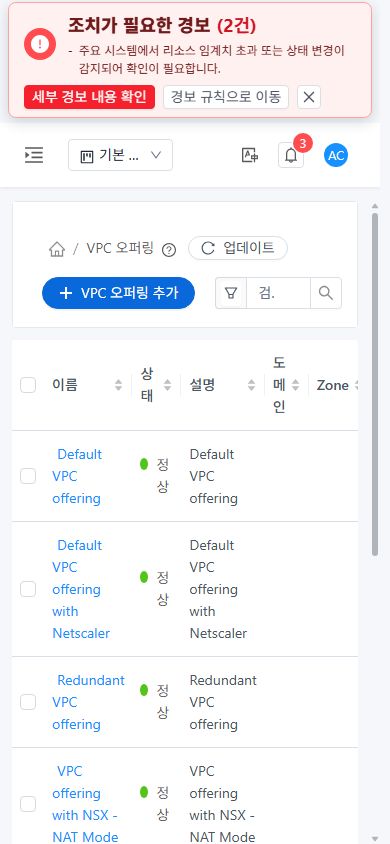 조치가 필요한 경보 (2건)
- 주요 시스템에서 리소스 임계치 초과 또는 상태 변경이
감지되어 확인이 필요합니다.
세부 경보 내용 확인 경보 규칙으로 이동
기본 ... 3 AC
/ VPC 오퍼링 업데이트
VPC 오퍼링 추가 검.
이름 상태 설명 도메인 Zone
Default VPC offering 정상 Default VPC offering
Default VPC offering with Netscaler 정상 Default VPC offering with Netscaler
Redundant VPC offering 정상 Redundant VPC offering
VPC offering with NSX - NAT Mode 정상 VPC offering with NSX - NAT Mode